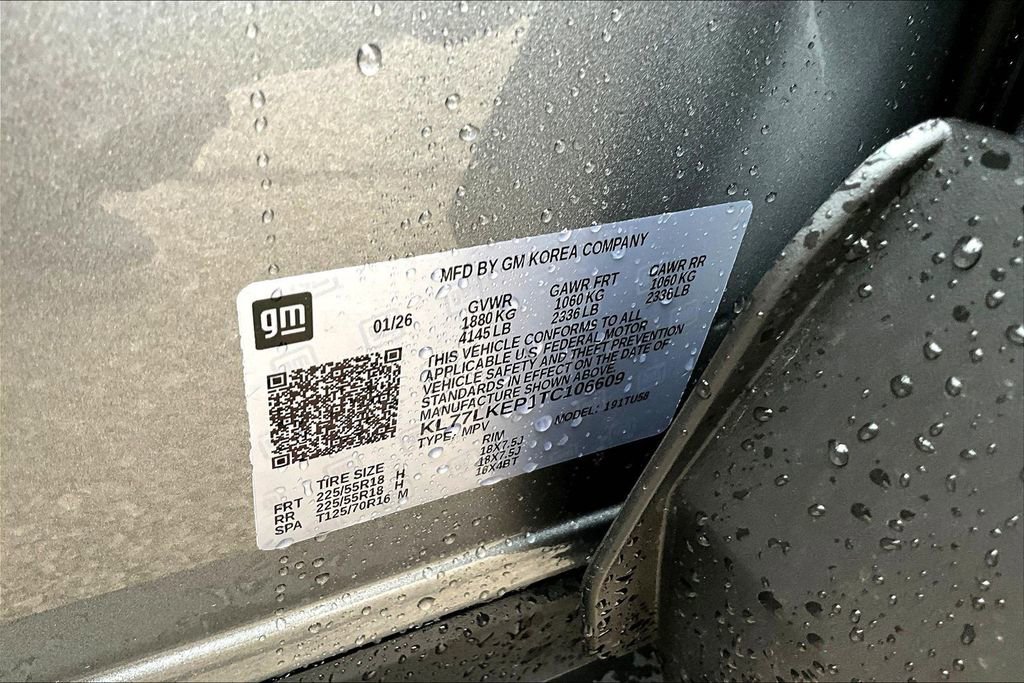 MFD BY GM KOREA COMPANY
gm
01/26
GVWR GAWR FRT GAWR RR
1880 KG 1060 KG 1060 KG
4145 LB 2336 LB 2336 LB
THIS VEHICLE CONFORMS TO ALL
APPLICABLE U.S. FEDERAL MOTOR
VEHICLE SAFETY AND THEFT PREVENTION
STANDARDS IN EFFECT ON THE DATE OF
MANUFACTURE SHOWN ABOVE.
KL77LKEP1TC106609
TYPE: MPV MODEL: 191TU58
TIRE SIZE RIM
FRT 225/55R18 H 18X7.5J
RR 225/55R18 H 18X7.5J
SPA T125/70R16 M 16X4BT